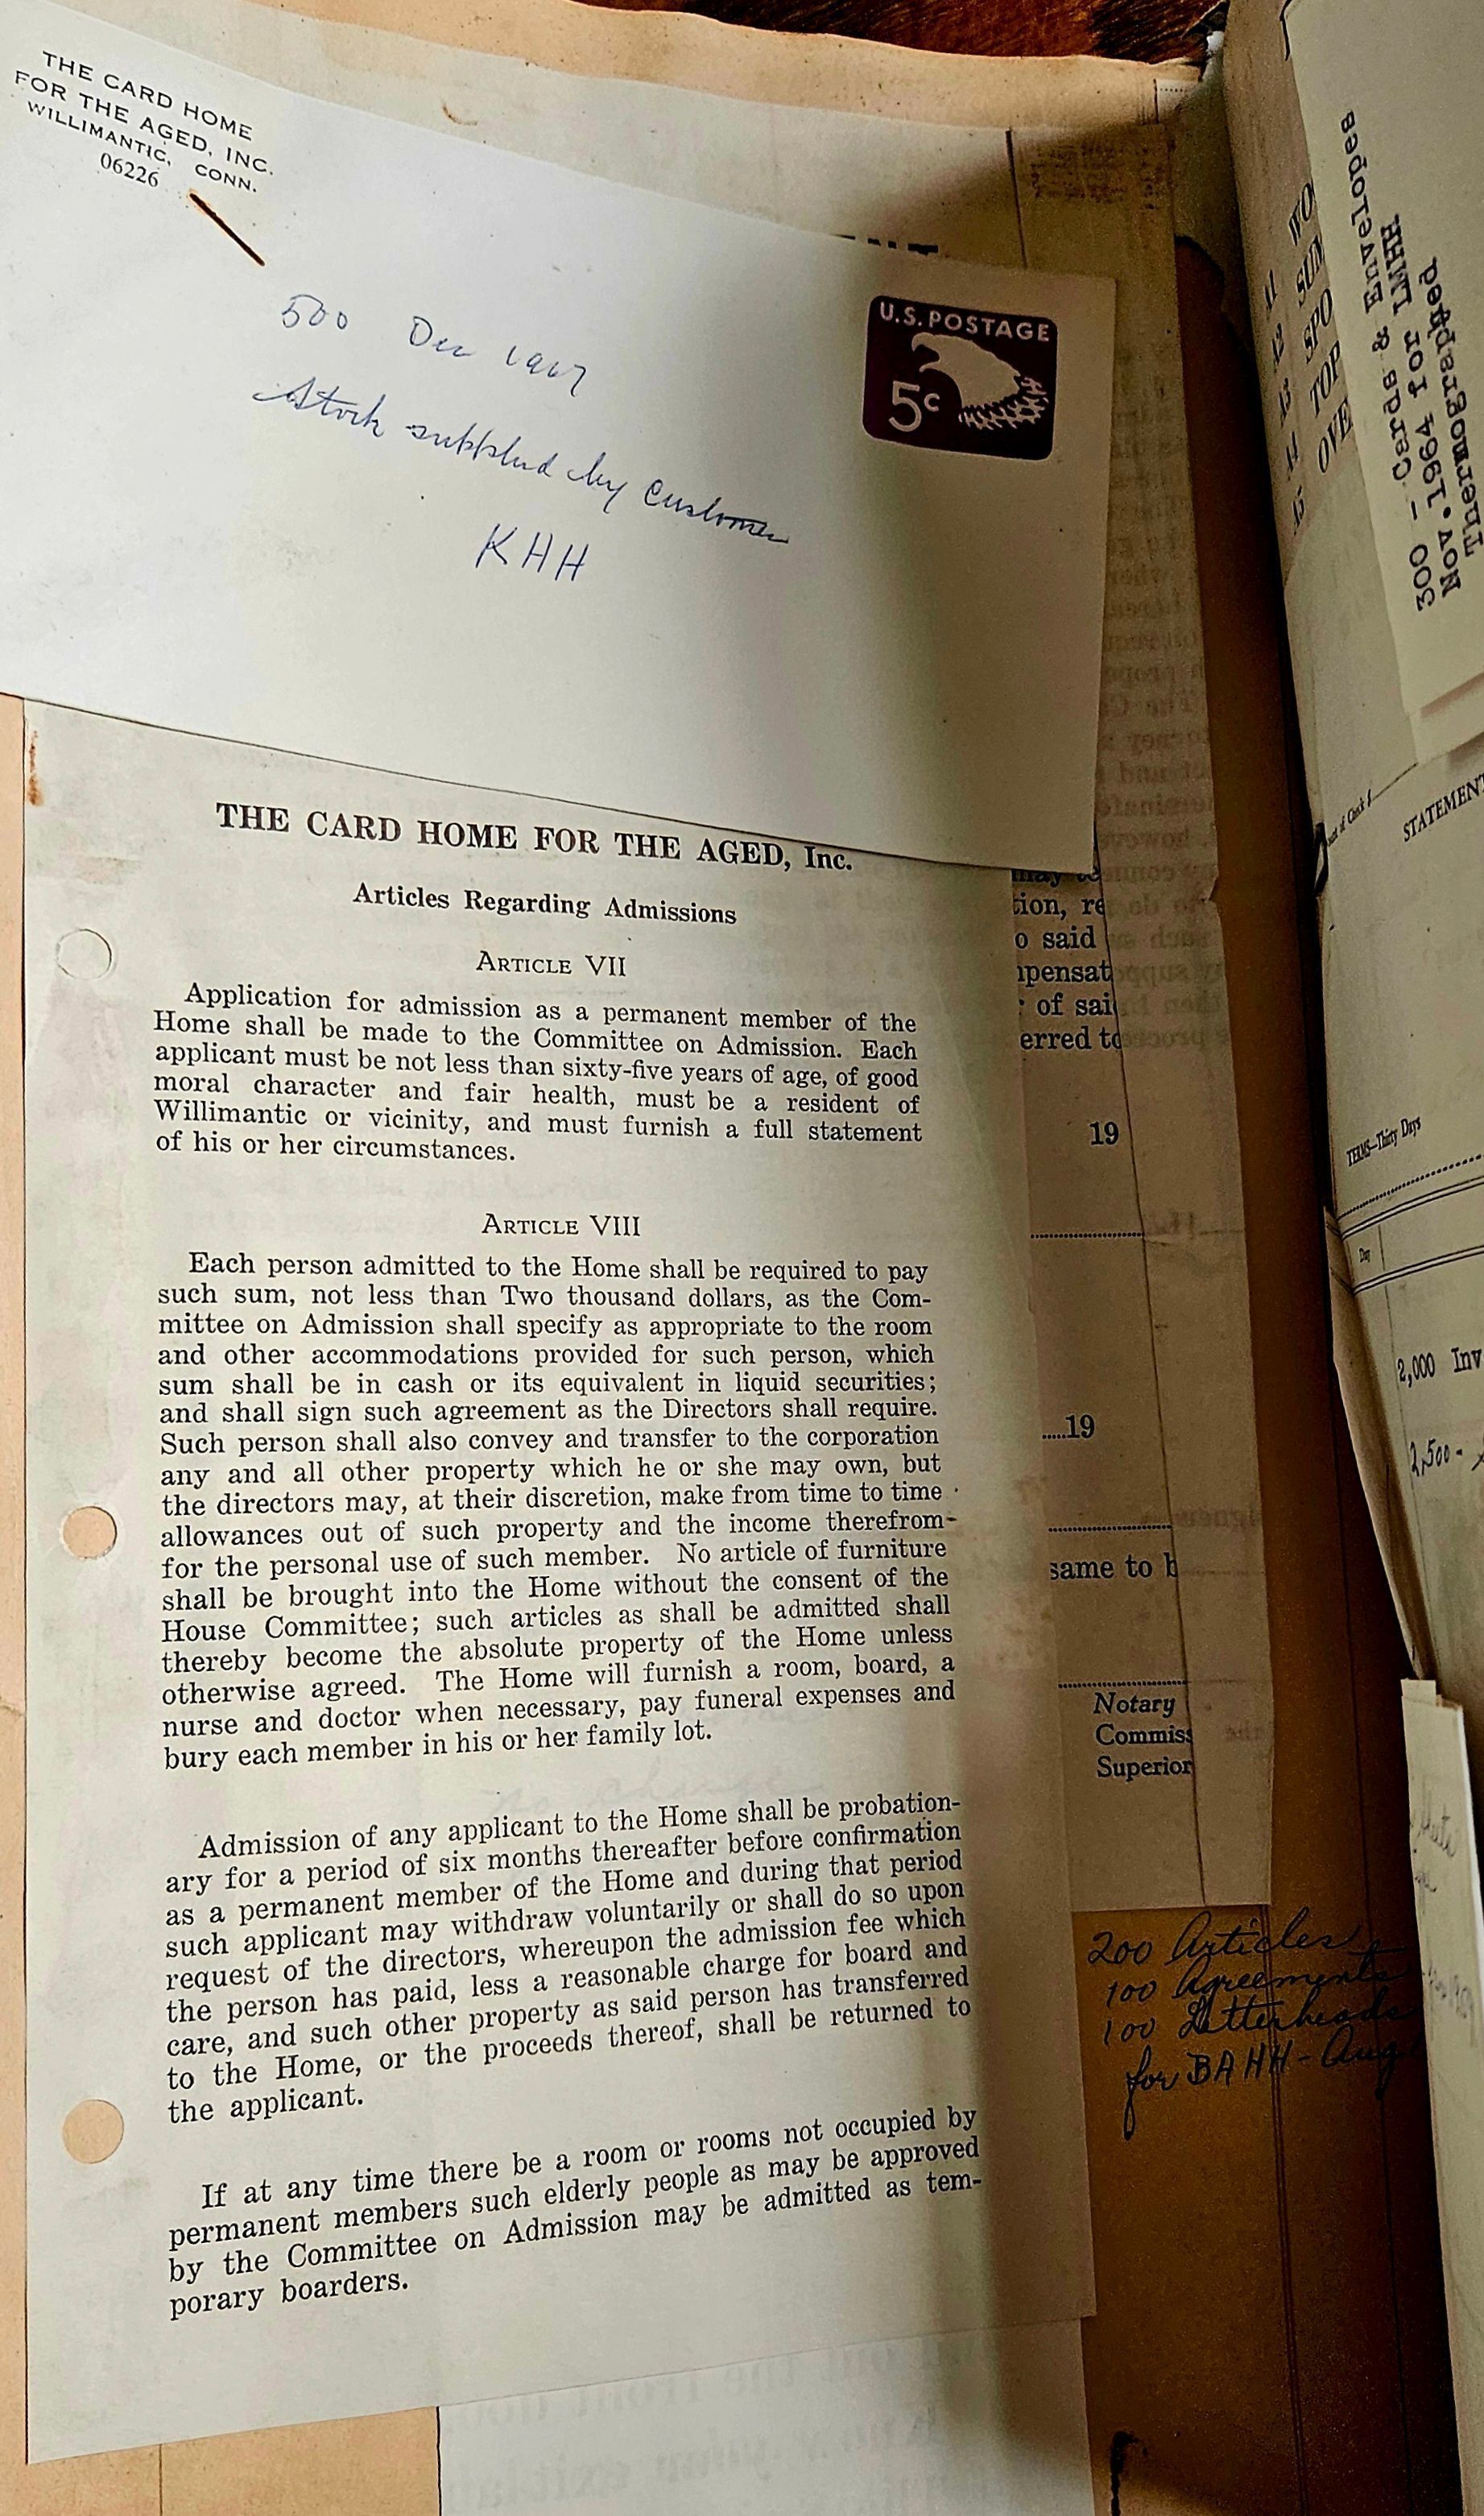 THE CARD HOME
FOR THE AGED, INC.
WILLIMANTIC, CONN.
06226
U.S. POSTAGE
5c
500 Dec 1967
Stock supplied by Customer
KHH
THE CARD HOME FOR THE AGED, Inc.
Articles Regarding Admissions
ARTICLE VII
Application for admission as a permanent member of the
Home shall be made to the Committee on Admission. Each
applicant must be not less than sixty-five years of age, of good
moral character and fair health, must be a resident of
Willimantic or vicinity, and must furnish a full statement
of his or her circumstances.
ARTICLE VIII
Each person admitted to the Home shall be required to pay
such sum, not less than Two thousand dollars, as the Com-
mittee on Admission shall specify as appropriate to the room
and other accommodations provided for such person, which
sum shall be in cash or its equivalent in liquid securities;
and shall sign such agreement as the Directors shall require.
Such person shall also convey and transfer to the corporation
any and all other property which he or she may own, but
the directors may, at their discretion, make from time to time
allowances out of such property and the income therefrom
for the personal use of such member. No article of furniture
shall be brought into the Home without the consent of the
House Committee; such articles as shall be admitted shall
thereby become the absolute property of the Home unless
otherwise agreed. The Home will furnish a room, board, a
nurse and doctor when necessary, pay funeral expenses and
bury each member in his or her family lot.
Admission of any applicant to the Home shall be probation-
ary for a period of six months thereafter before confirmation
as a permanent member of the Home and during that period
such applicant may withdraw voluntarily or shall do so upon
request of the directors, whereupon the admission fee which
the person has paid, less a reasonable charge for board and
care, and such other property as said person has transferred
to the Home, or the proceeds thereof, shall be returned to
the applicant.
If at any time there be a room or rooms not occupied by
permanent members such elderly people as may be approved
by the Committee on Admission may be admitted as tem-
porary boarders.
tion, re
o said
mpensat
of said
erred to
19
.....19
same to b
Notary
Commiss
Superior
200 Articles
100 Agreements
100 Letterheads
for BAHH - Aug
300 - Cards & Envelopes
Nov. 1964 for LWHH
Thermographed
11 WO
12 SUN
13 SPO
14 TOP
15 OVE
STATEMENT
TERMS—Thirty Days
Day
2,000 Inv
2,500 -